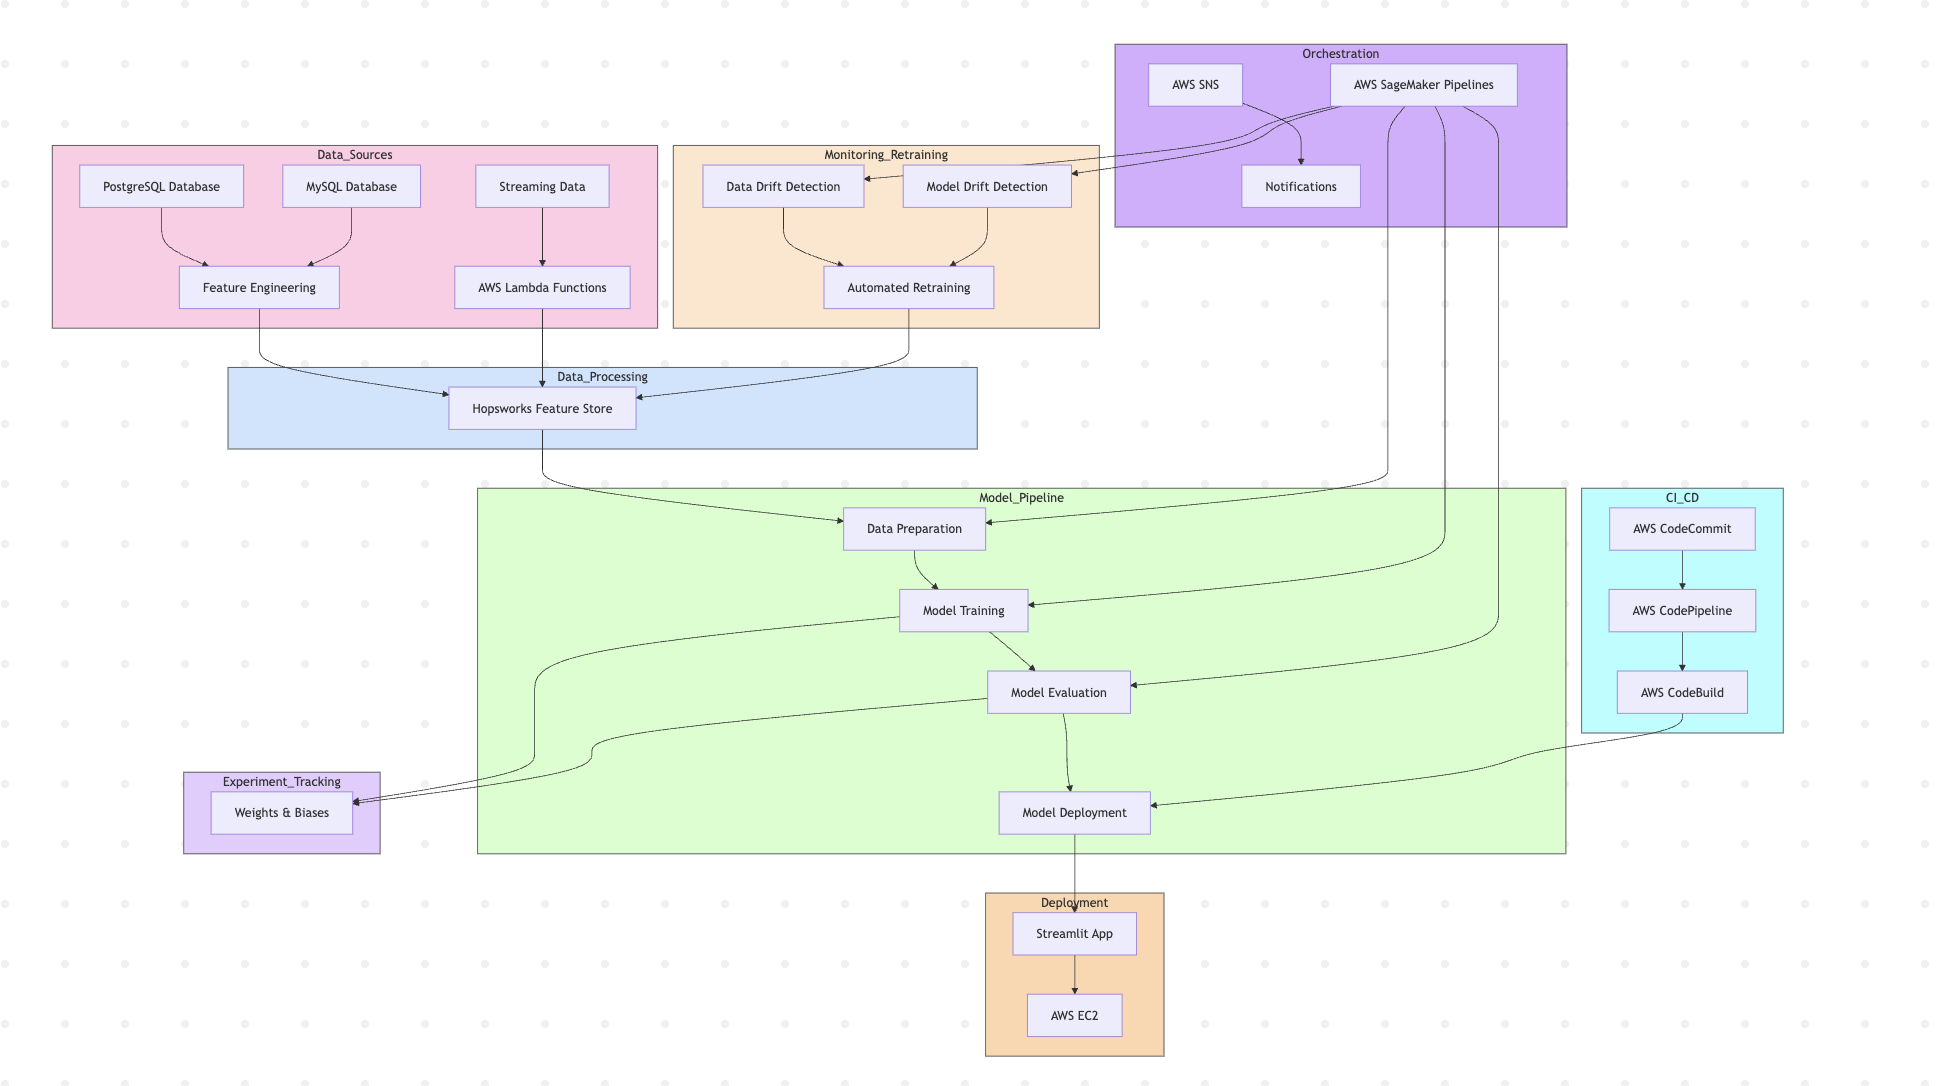 Orchestration
AWS SNS
AWS SageMaker Pipelines
Notifications
Data_Sources
PostgreSQL Database
MySQL Database
Streaming Data
Feature Engineering
AWS Lambda Functions
Monitoring_Retraining
Data Drift Detection
Model Drift Detection
Automated Retraining
Data_Processing
Hopsworks Feature Store
Model_Pipeline
Data Preparation
Model Training
Model Evaluation
Model Deployment
CI_CD
AWS CodeCommit
AWS CodePipeline
AWS CodeBuild
Experiment_Tracking
Weights & Biases
Deployment
Streamlit App
AWS EC2